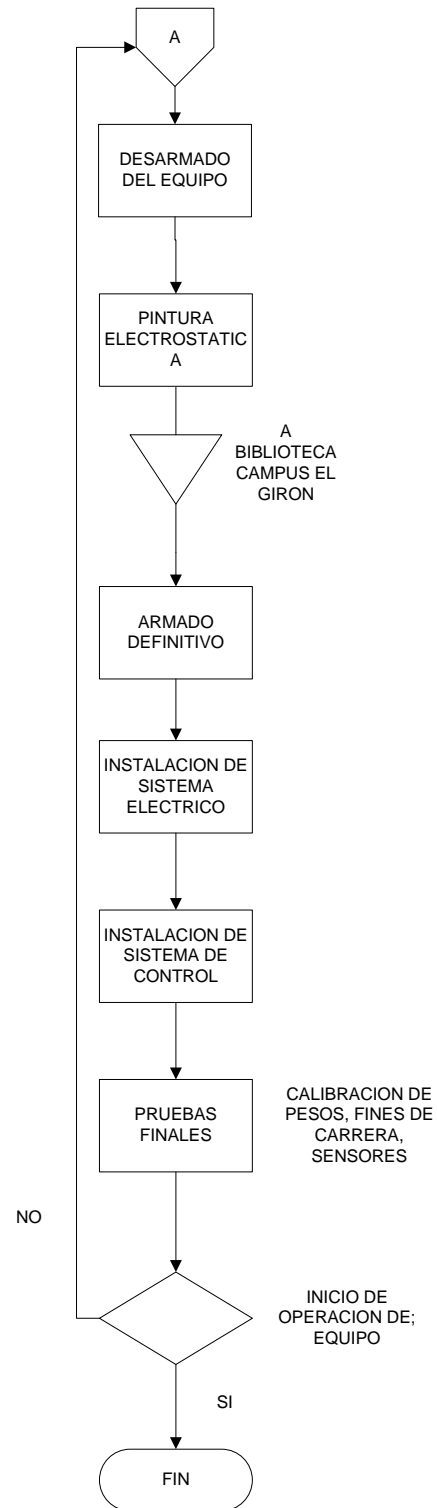 A
DESARMADO
DEL EQUIPO
PINTURA
ELECTROSTATIC
A
A
BIBLIOTECA
CAMPUS EL
GIRON
ARMADO
DEFINITIVO
INSTALACION DE
SISTEMA
ELECTRICO
INSTALACION DE
SISTEMA DE
CONTROL
PRUEBAS
FINALES
CALIBRACION DE
PESOS, FINES DE
CARRERA,
SENSORES
NO
INICIO DE
OPERACION DE;
EQUIPO
SI
FIN